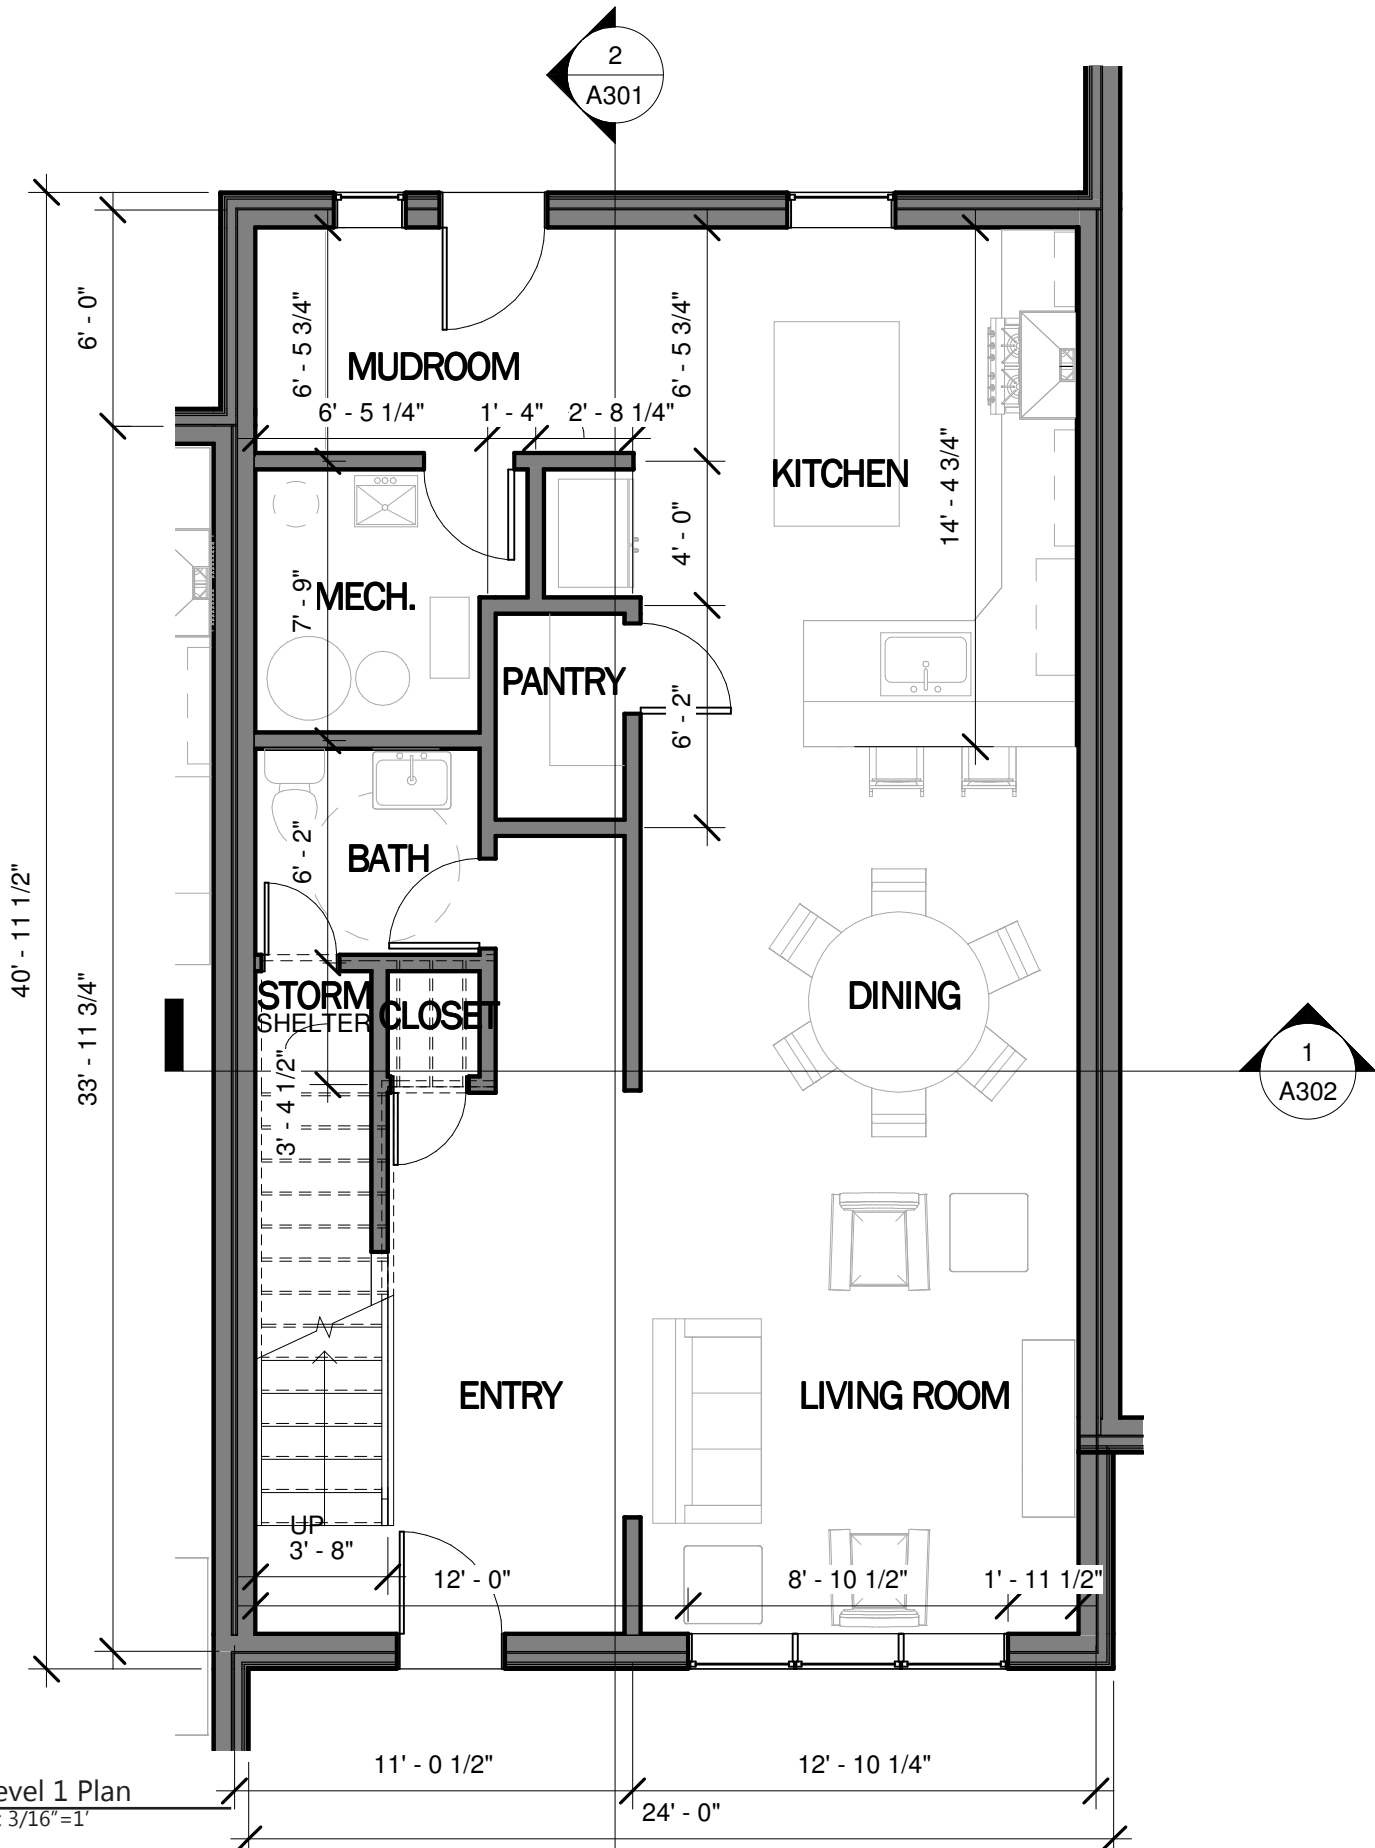 2
A301
6' - 0"
6' - 5 3/4"
6' - 5 3/4"
MUDROOM
6' - 5 1/4"
1' - 4"
2' - 8 1/4"
KITCHEN
14' - 4 3/4"
4' - 0"
7' - 9"
MECH.
PANTRY
6' - 2"
6' - 2"
BATH
40' - 11 1/2"
33' - 11 3/4"
STORM
SHELTER
CLOSET
DINING
3' - 4 1/2"
1
A302
ENTRY
LIVING ROOM
UP
3' - 8"
12' - 0"
8' - 10 1/2"
1' - 11 1/2"
11' - 0 1/2"
12' - 10 1/4"
evel 1 Plan
: 3/16"=1'
24' - 0"